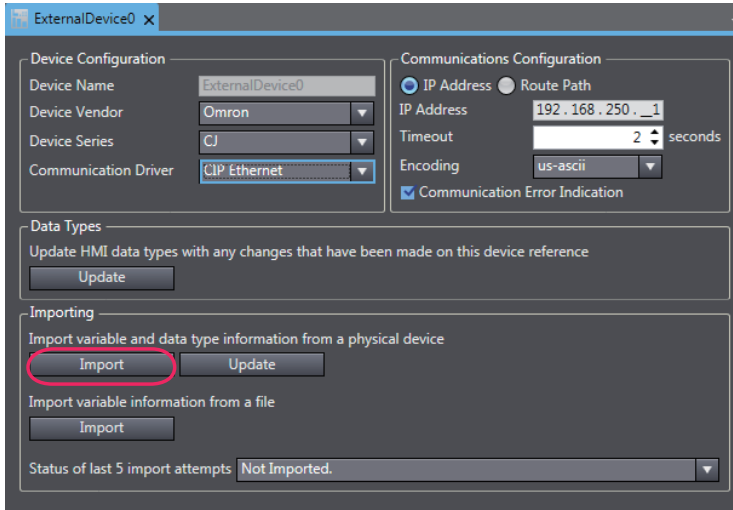 ExternalDevice0
Device Configuration
Device Name ExternalDevice0
Device Vendor Omron
Device Series CJ
Communication Driver CIP Ethernet
Communications Configuration
IP Address Route Path
IP Address 192 . 168 . 250 . __1
Timeout 2 seconds
Encoding us-ascii
Communication Error Indication
Data Types
Update HMI data types with any changes that have been made on this device reference
Update
Importing
Import variable and data type information from a physical device
Import Update
Import variable information from a file
Import
Status of last 5 import attempts Not Imported.